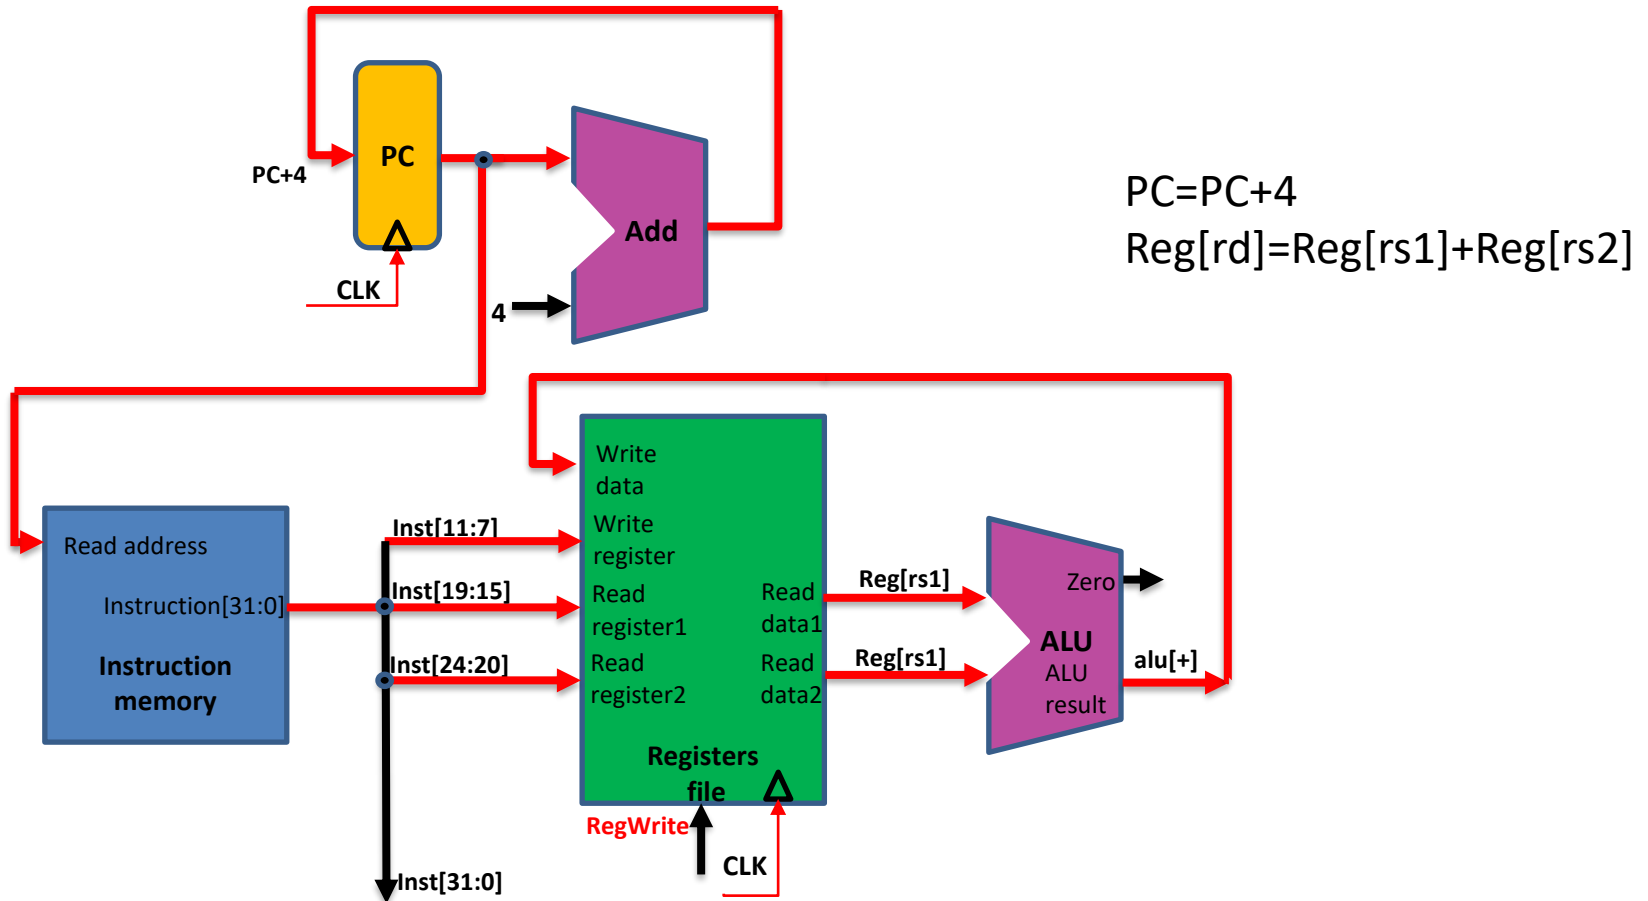 PC
PC+4
CLK
Add
4
PC=PC+4
Reg[rd]=Reg[rs1]+Reg[rs2]
Read address
Instruction[31:0]
Instruction
memory
Inst[11:7]
Inst[19:15]
Inst[24:20]
Inst[31:0]
Write
data
Write
register
Read
register1
Read
register2
Read
data1
Read
data2
Registers
file
RegWrite
CLK
Reg[rs1]
Reg[rs1]
Zero
ALU
ALU
result
alu[+]